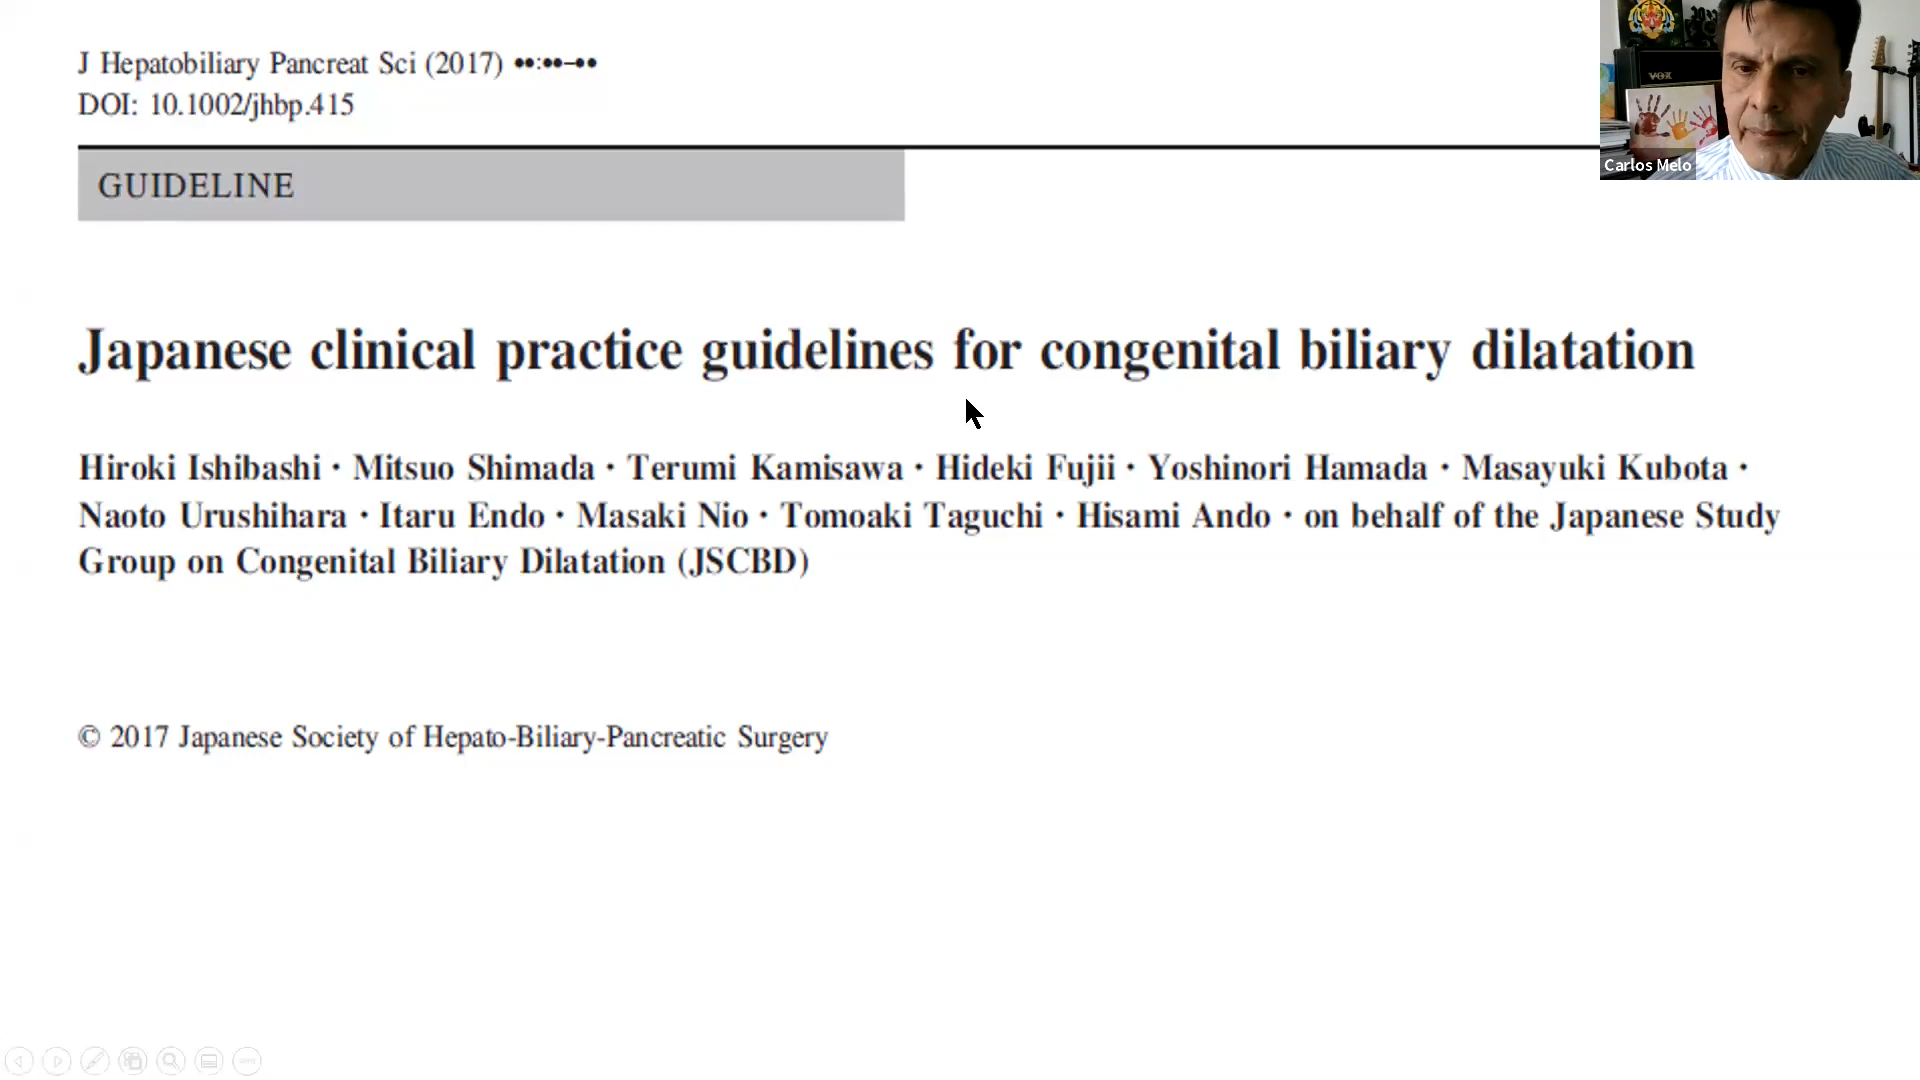 J Hepatobiliary Pancreat Sci (2017) ••:••–••
DOI: 10.1002/jhbp.415
GUIDELINE
Japanese clinical practice guidelines for congenital biliary dilatation
Hiroki Ishibashi · Mitsuo Shimada · Terumi Kamisawa · Hideki Fujii · Yoshinori Hamada · Masayuki Kubota ·
Naoto Urushihara · Itaru Endo · Masaki Nio · Tomoaki Taguchi · Hisami Ando · on behalf of the Japanese Study
Group on Congenital Biliary Dilatation (JSCBD)
© 2017 Japanese Society of Hepato-Biliary-Pancreatic Surgery
VOX
Carlos Melo